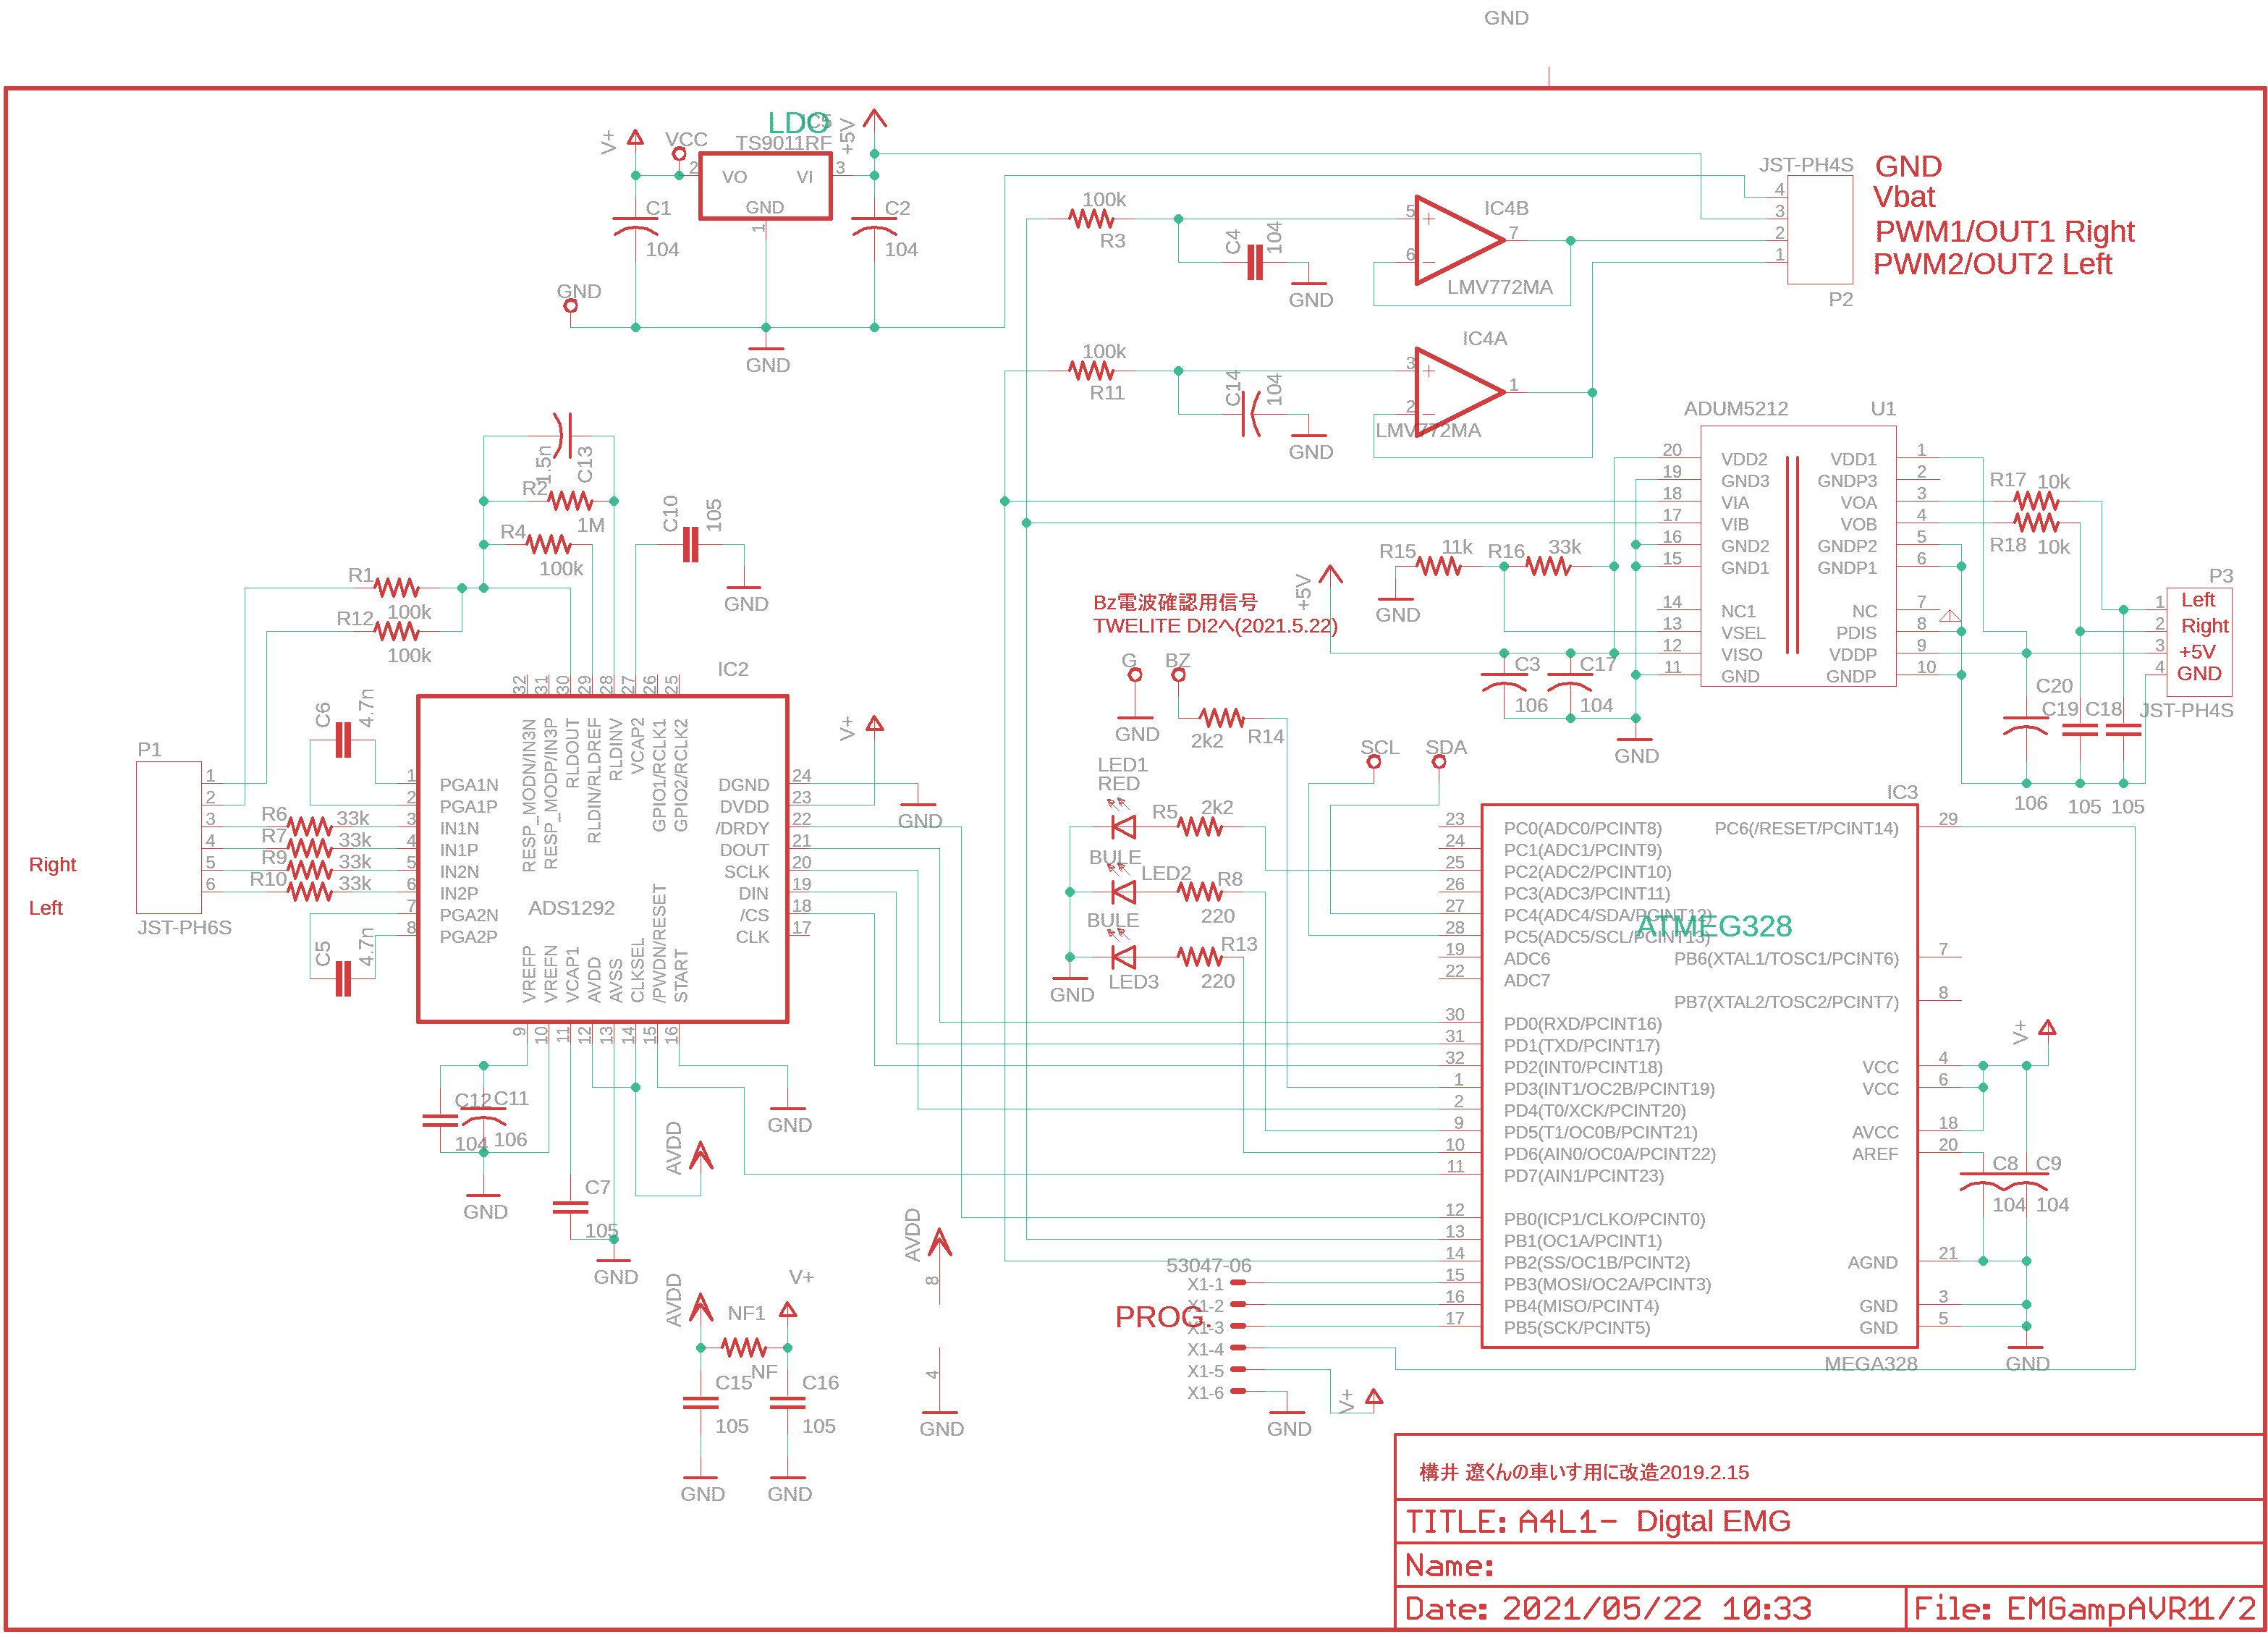 GND
LDO
IC5
TS9011RF
V+
VCC
2
VO
VI
3
+5V
GND
1
C1
104
C2
104
GND
GND
100k
R3
C4
104
GND
5
6
7
IC4B
LMV772MA
100k
R11
C14
104
GND
3
2
1
IC4A
LMV772MA
JST-PH4S
4
3
2
1
P2
GND
Vbat
PWM1/OUT1 Right
PWM2/OUT2 Left
ADUM5212
U1
20 VDD2 VDD1 1
19 GND3 GNDP3 2
18 VIA VOA 3
17 VIB VOB 4
16 GND2 GNDP2 5
15 GND1 GNDP1 6
14 NC1 NC 7
13 VSEL PDIS 8
12 VISO VDDP 9
11 GND GNDP 10
R17 10k
R18 10k
P3
1 Left
2 Right
3 +5V
4 GND
JST-PH4S
C20
106
C19
105
C18
105
R15
11k
R16
33k
GND
+5V
C3
106
C17
104
GND
Bz電波確認用信号
TWELITE DI2へ(2021.5.22)
G
BZ
GND
2k2
R14
SCL
SDA
1.5n
C13
R2
1M
R4
100k
C10
105
GND
R1
100k
R12
100k
IC2
C6
4.7n
C5
4.7n
P1
1
2
3
4
5
6
JST-PH6S
Right
Left
R6 33k
R7 33k
R9 33k
R10 33k
32 RESP_MODN/IN3N
31 RESP_MODP/IN3P
30 RLDOUT
29 RLDIN/RLDREF
28 RLDINV
27 VCAP2
26 GPIO1/RCLK1
25 GPIO2/RCLK2
1 PGA1N
2 PGA1P
3 IN1N
4 IN1P
5 IN2N
6 IN2P
7 PGA2N
8 PGA2P
ADS1292
DGND 24
DVDD 23
/DRDY 22
DOUT 21
SCLK 20
DIN 19
/CS 18
CLK 17
9 VREFP
10 VREFN
11 VCAP1
12 AVDD
13 AVSS
14 CLKSEL
15 /PWDN/RESET
16 START
V+
GND
C12
104
C11
106
GND
C7
105
GND
AVDD
GND
AVDD
NF1
NF
V+
C15
105
C16
105
GND
GND
AVDD
8
4
GND
LED1
RED
R5
2k2
BULE
LED2
R8
220
BULE
LED3
R13
220
GND
IC3
23 PC0(ADC0/PCINT8)
24 PC1(ADC1/PCINT9)
25 PC2(ADC2/PCINT10)
26 PC3(ADC3/PCINT11)
27 PC4(ADC4/SDA/PCINT12)
28 PC5(ADC5/SCL/PCINT13)
19 ADC6
22 ADC7
30 PD0(RXD/PCINT16)
31 PD1(TXD/PCINT17)
32 PD2(INT0/PCINT18)
1 PD3(INT1/OC2B/PCINT19)
2 PD4(T0/XCK/PCINT20)
9 PD5(T1/OC0B/PCINT21)
10 PD6(AIN0/OC0A/PCINT22)
11 PD7(AIN1/PCINT23)
12 PB0(ICP1/CLKO/PCINT0)
13 PB1(OC1A/PCINT1)
14 PB2(SS/OC1B/PCINT2)
15 PB3(MOSI/OC2A/PCINT3)
16 PB4(MISO/PCINT4)
17 PB5(SCK/PCINT5)
ATMEG328
PC6(/RESET/PCINT14) 29
PB6(XTAL1/TOSC1/PCINT6) 7
PB7(XTAL2/TOSC2/PCINT7) 8
VCC 4
VCC 6
AVCC 18
AREF 20
AGND 21
GND 3
GND 5
MEGA328
V+
C8
104
C9
104
GND
53047-06
X1-1
X1-2
X1-3
X1-4
X1-5
X1-6
PROG.
GND
V+
構井 遼くんの車いす用に改造2019.2.15
TITLE: A4L1- Digtal EMG
Name:
Date: 2021/05/22 10:33
File: EMGampAVR11/2